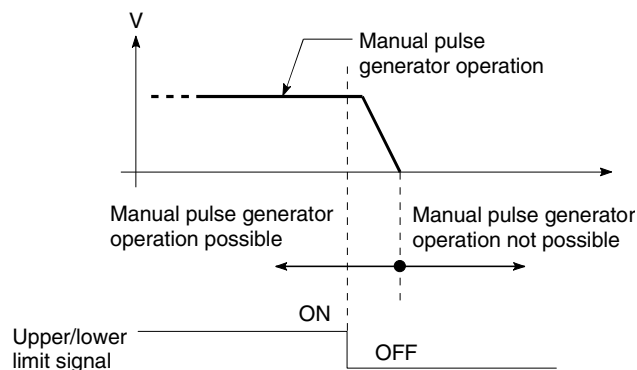 V
Manual pulse
generator operation
Manual pulse generator
operation possible
Manual pulse generator
operation not possible
ON
Upper/lower
limit signal
OFF